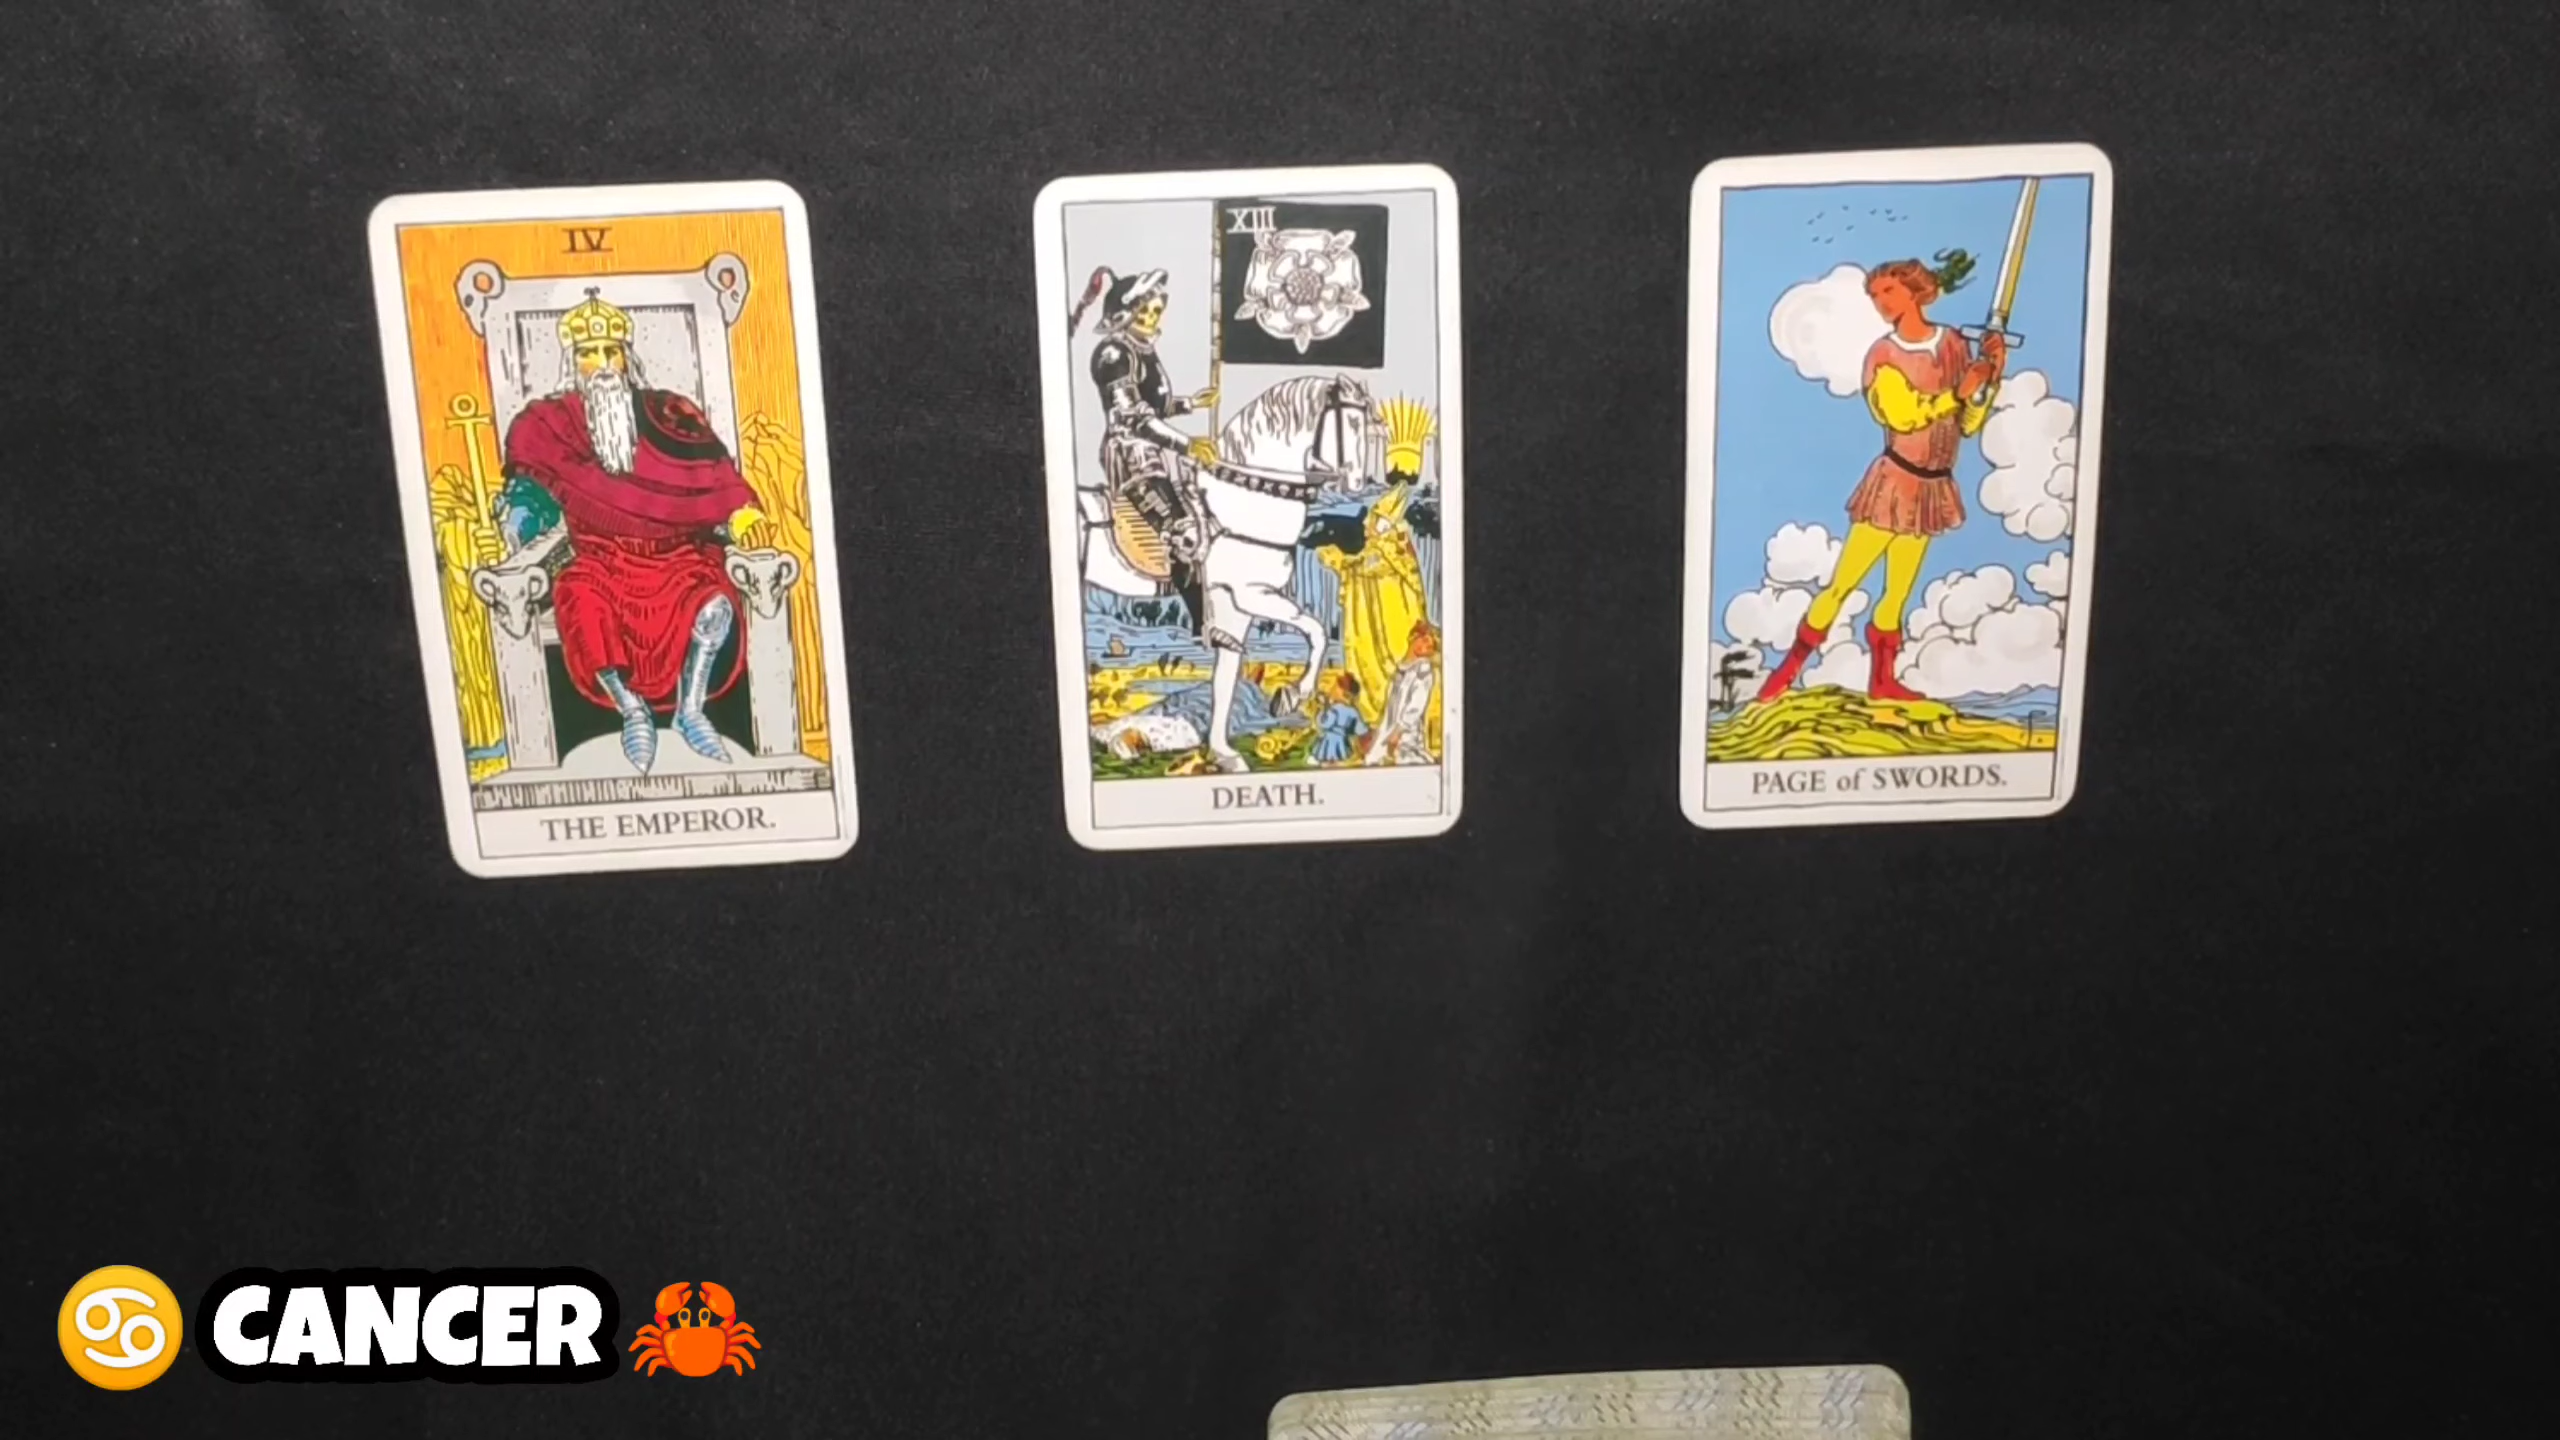 IV
THE EMPEROR.
XIII
DEATH.
PAGE of SWORDS.
CANCER